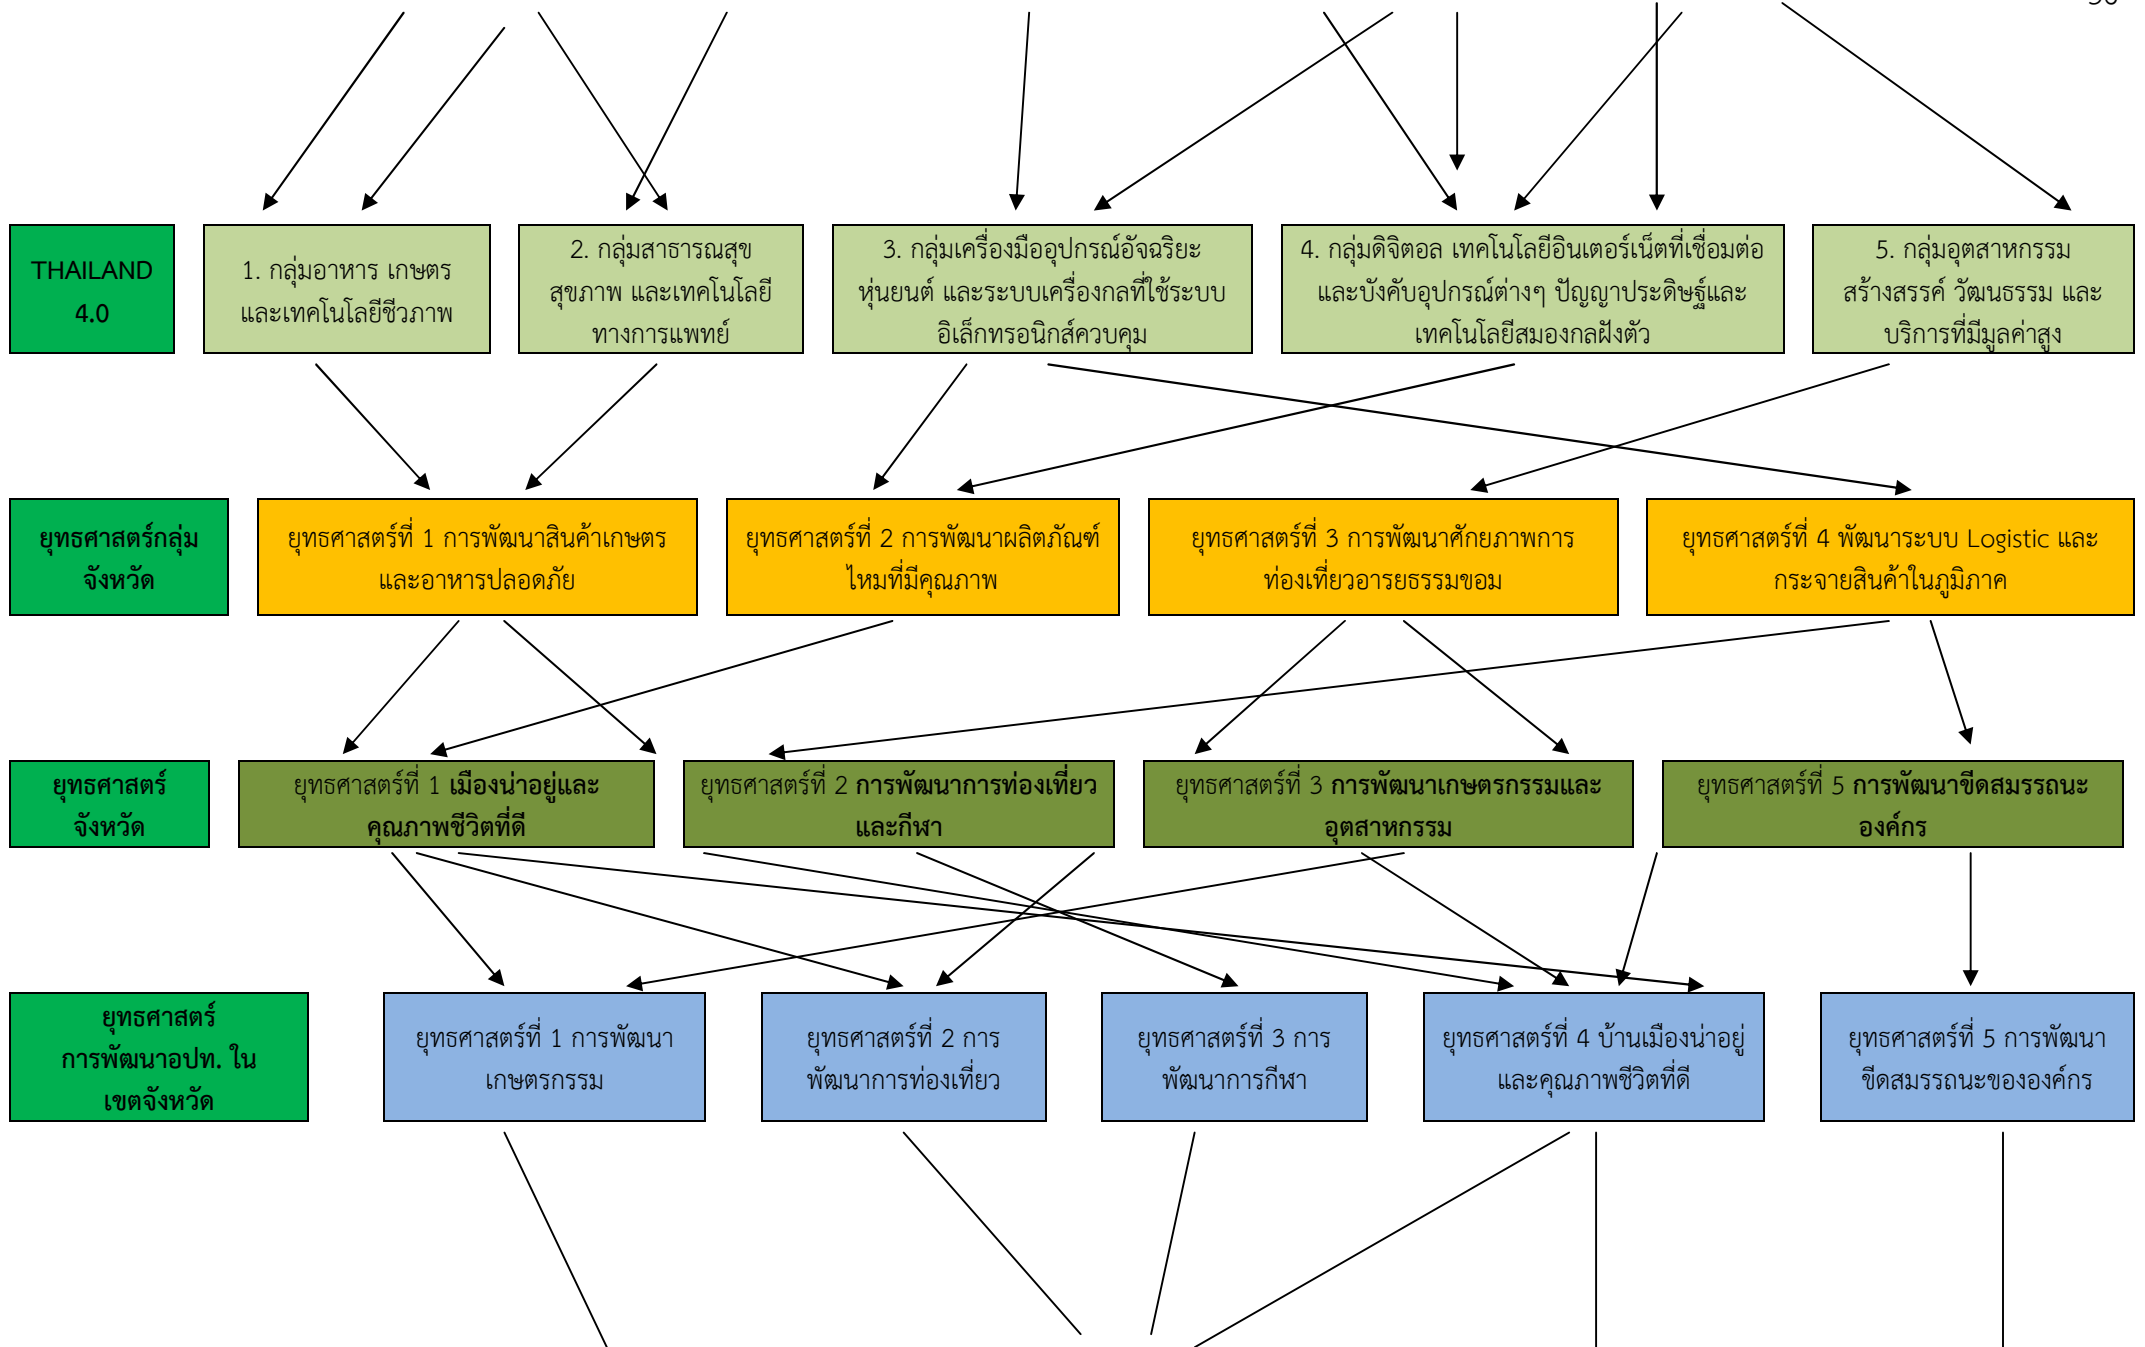 THAILAND
4.0
1. กลุ่มอาหาร เกษตร
และเทคโนโลยีชีวภาพ
2. กลุ่มสาธารณสุข
สุขภาพ และเทคโนโลยี
ทางการแพทย์
3. กลุ่มเครื่องมืออุปกรณ์อัจฉริยะ
หุ่นยนต์ และระบบเครื่องกลที่ใช้ระบบ
อิเล็กทรอนิกส์ควบคุม
4. กลุ่มดิจิตอล เทคโนโลยีอินเตอร์เน็ตที่เชื่อมต่อ
และบังคับอุปกรณ์ต่างๆ ปัญญาประดิษฐ์และ
เทคโนโลยีสมองกลฝังตัว
5. กลุ่มอุตสาหกรรม
สร้างสรรค์ วัฒนธรรม และ
บริการที่มีมูลค่าสูง
ยุทธศาสตร์กลุ่ม
จังหวัด
ยุทธศาสตร์ที่ 1 การพัฒนาสินค้าเกษตร
และอาหารปลอดภัย
ยุทธศาสตร์ที่ 2 การพัฒนาผลิตภัณฑ์
ไหมที่มีคุณภาพ
ยุทธศาสตร์ที่ 3 การพัฒนาศักยภาพการ
ท่องเที่ยวอารยธรรมขอม
ยุทธศาสตร์ที่ 4 พัฒนาระบบ Logistic และ
กระจายสินค้าในภูมิภาค
ยุทธศาสตร์
จังหวัด
ยุทธศาสตร์ที่ 1 เมืองน่าอยู่และ
คุณภาพชีวิตที่ดี
ยุทธศาสตร์ที่ 2 การพัฒนาการท่องเที่ยว
และกีฬา
ยุทธศาสตร์ที่ 3 การพัฒนาเกษตรกรรมและ
อุตสาหกรรม
ยุทธศาสตร์ที่ 5 การพัฒนาขีดสมรรถนะ
องค์กร
ยุทธศาสตร์
การพัฒนาอปท. ใน
เขตจังหวัด
ยุทธศาสตร์ที่ 1 การพัฒนา
เกษตรกรรม
ยุทธศาสตร์ที่ 2 การ
พัฒนาการท่องเที่ยว
ยุทธศาสตร์ที่ 3 การ
พัฒนาการกีฬา
ยุทธศาสตร์ที่ 4 บ้านเมืองน่าอยู่
และคุณภาพชีวิตที่ดี
ยุทธศาสตร์ที่ 5 การพัฒนา
ขีดสมรรถนะขององค์กร